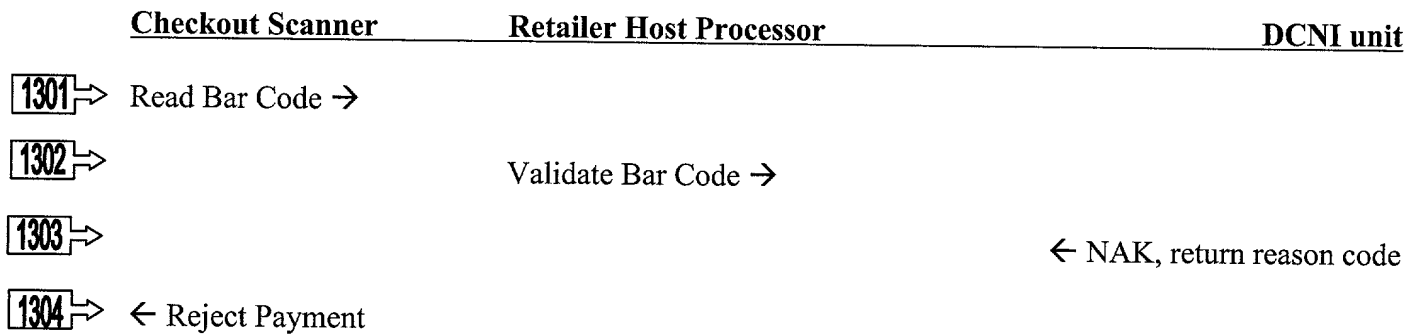 Checkout Scanner Retailer Host Processor DCNI unit
1301 Read Bar Code →
1302 Validate Bar Code →
1303 ← NAK, return reason code
1304 ← Reject Payment